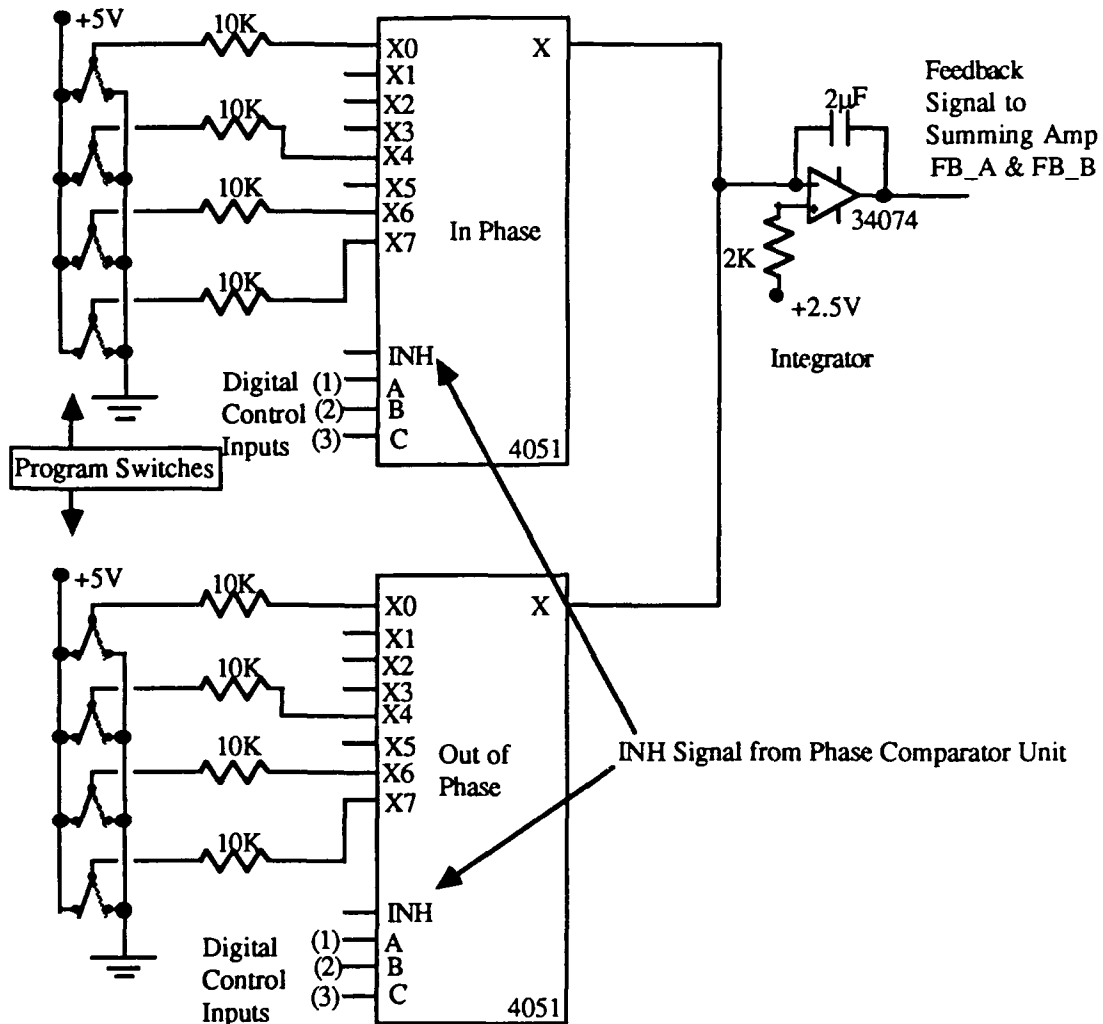 +5V
10K
X0
X
X1
X2
10K
X3
X4
10K
X5
X6
In Phase
X7
10K
INH
Digital
Control
Inputs
(1)
A
(2)
B
(3)
C
4051
Program Switches
2µF
Feedback
Signal to
Summing Amp
FB_A & FB_B
34074
2K
+2.5V
Integrator
+5V
10K
X0
X
X1
X2
10K
X3
X4
10K
X5
X6
Out of
Phase
X7
10K
INH
Digital
Control
Inputs
(1)
A
(2)
B
(3)
C
4051
INH Signal from Phase Comparator Unit